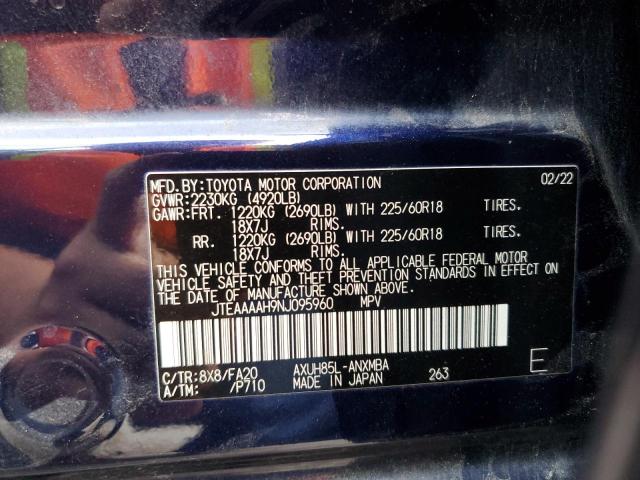 MFD.BY:TOYOTA MOTOR CORPORATION 02/22
GVWR:2230KG (4920LB)
GAWR:FRT. 1220KG (2690LB) WITH 225/60R18 TIRES.
18X7J RIMS.
RR. 1220KG (2690LB) WITH 225/60R18 TIRES.
18X7J RIMS.
THIS VEHICLE CONFORMS TO ALL APPLICABLE FEDERAL MOTOR
VEHICLE SAFETY AND THEFT PREVENTION STANDARDS IN EFFECT ON
THE DATE OF MANUFACTURE SHOWN ABOVE.
JTEAAAAH9NJ095960 MPV
C/TR:8X8/FA20 AXUH85L-ANXMBA E
A/TM: /P710 MADE IN JAPAN 263